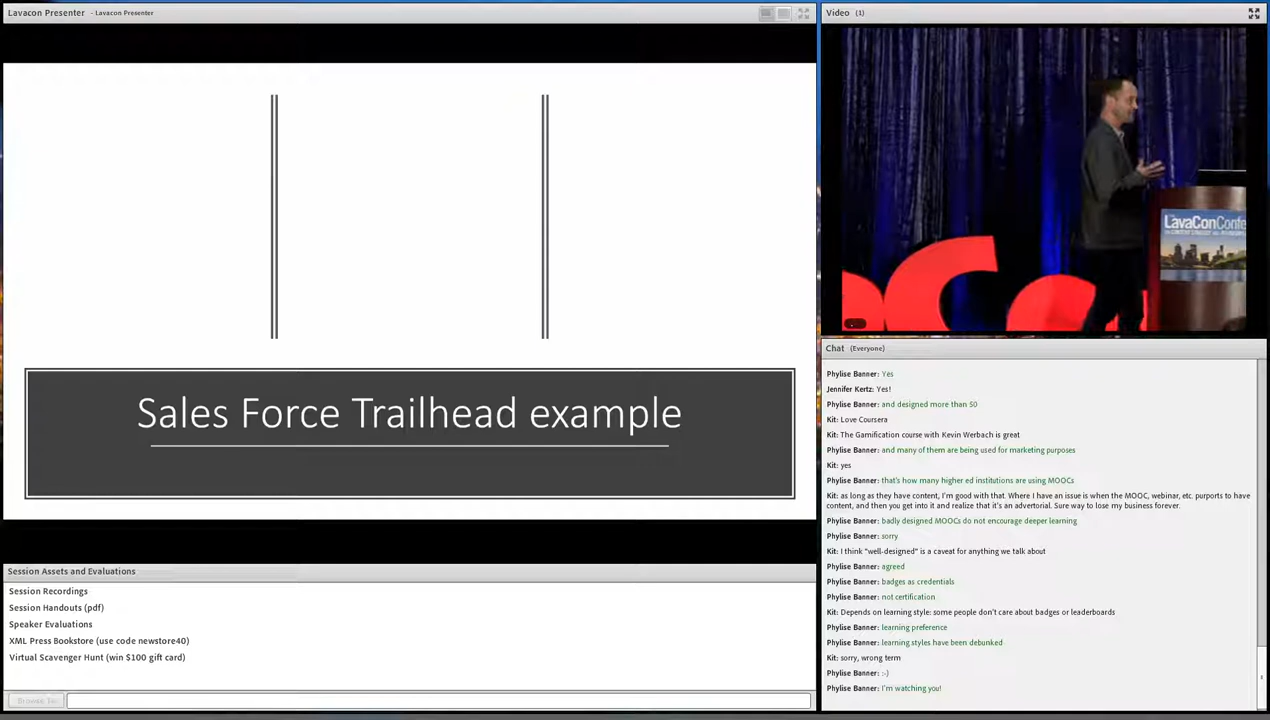 Lavacon Presenter - Lavacon Presenter
Sales Force Trailhead example
Session Assets and Evaluations
Session Recordings
Session Handouts (pdf)
Speaker Evaluations
XML Press Bookstore (use code newstore40)
Virtual Scavenger Hunt (win $100 gift card)
Video (1)
LavaConConfe
Chat (Everyone)
Phylise Banner: Yes
Jennifer Kertz: Yes!
Phylise Banner: and designed more than 50
Kit: Love Coursera
Kit: The Gamification course with Kevin Werbach is great
Phylise Banner: and many of them are being used for marketing purposes
Kit: yes
Phylise Banner: that's how many higher ed institutions are using MOOCs
Kit: as long as they have content, I'm good with that. Where I have an issue is when the MOOC, webinar, etc. purports to have
content, and then you get into it and realize that it's an advertorial. Sure way to lose my business forever.
Phylise Banner: badly designed MOOCs do not encourage deeper learning
Phylise Banner: sorry
Kit: I think "well-designed" is a caveat for anything we talk about
Phylise Banner: agreed
Phylise Banner: badges as credentials
Phylise Banner: not certification
Kit: Depends on learning style: some people don't care about badges or leaderboards
Phylise Banner: learning preference
Phylise Banner: learning styles have been debunked
Kit: sorry, wrong term
Phylise Banner: :-)
Phylise Banner: I'm watching you!